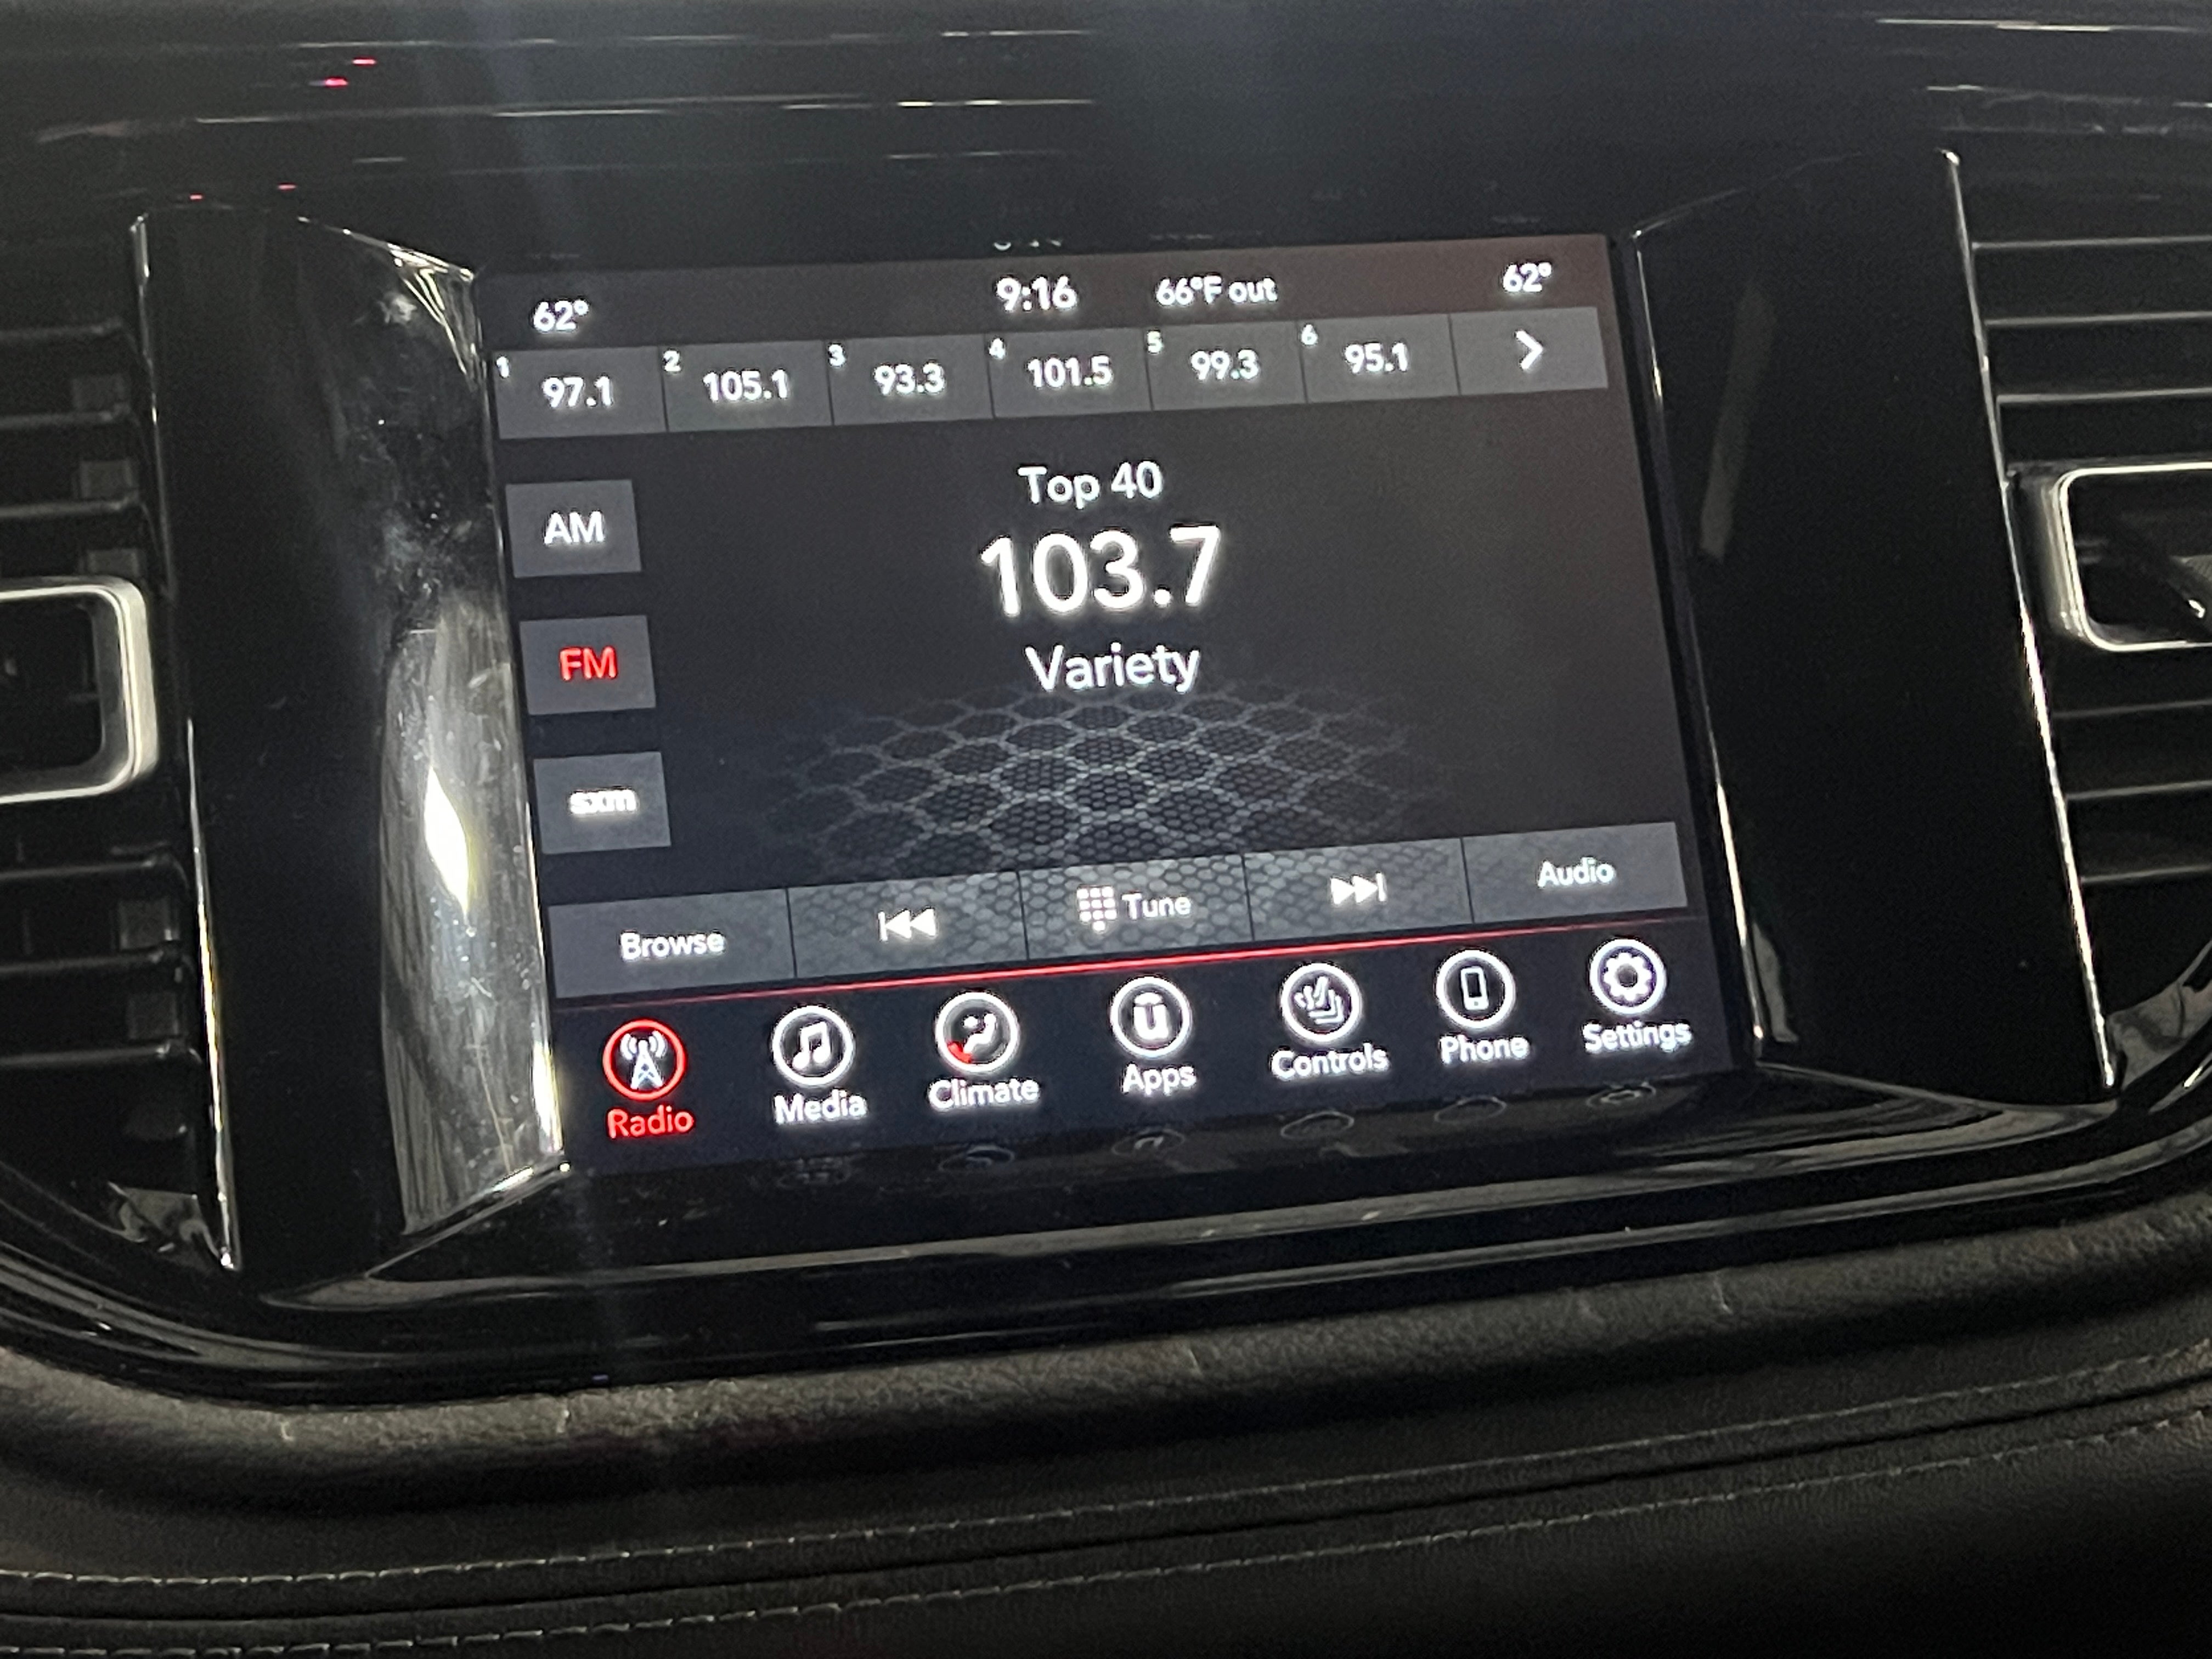 62° 9:16 66°F out 62°
1 97.1 2 105.1 3 93.3 4 101.5 5 99.3 6 95.1
Top 40
AM
103.7
FM
Variety
sxm
Browse Tune Audio
Radio Media Climate Apps Controls Phone Settings